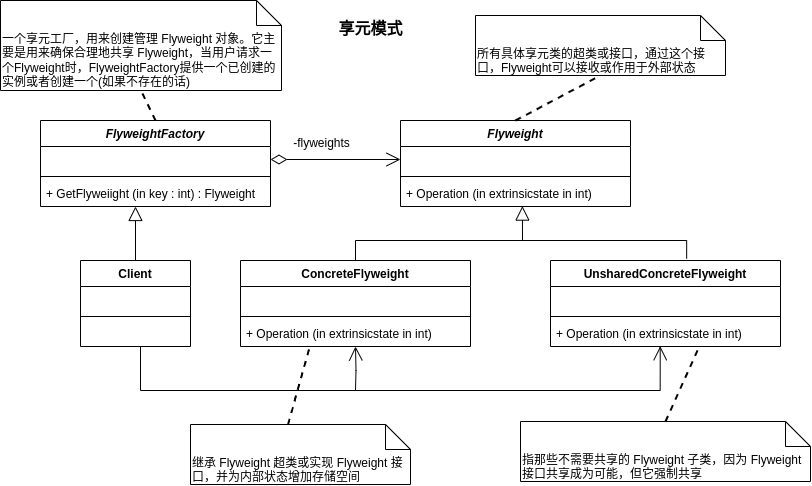 享元模式
一个享元工厂，用来创建管理 Flyweight 对象。它主
要是用来确保合理地共享 Flyweight，当用户请求一
个Flyweight时，FlyweightFactory提供一个已创建的
实例或者创建一个(如果不存在的话)
所有具体享元类的超类或接口，通过这个接
口，Flyweight可以接收或作用于外部状态
FlyweightFactory
+ GetFlyweiight (in key : int) : Flyweight
-flyweights
Flyweight
+ Operation (in extrinsicstate in int)
Client
ConcreteFlyweight
+ Operation (in extrinsicstate in int)
UnsharedConcreteFlyweight
+ Operation (in extrinsicstate in int)
继承 Flyweight 超类或实现 Flyweight 接
口，并为内部状态增加存储空间
指那些不需要共享的 Flyweight 子类，因为 Flyweight
接口共享成为可能，但它强制共享